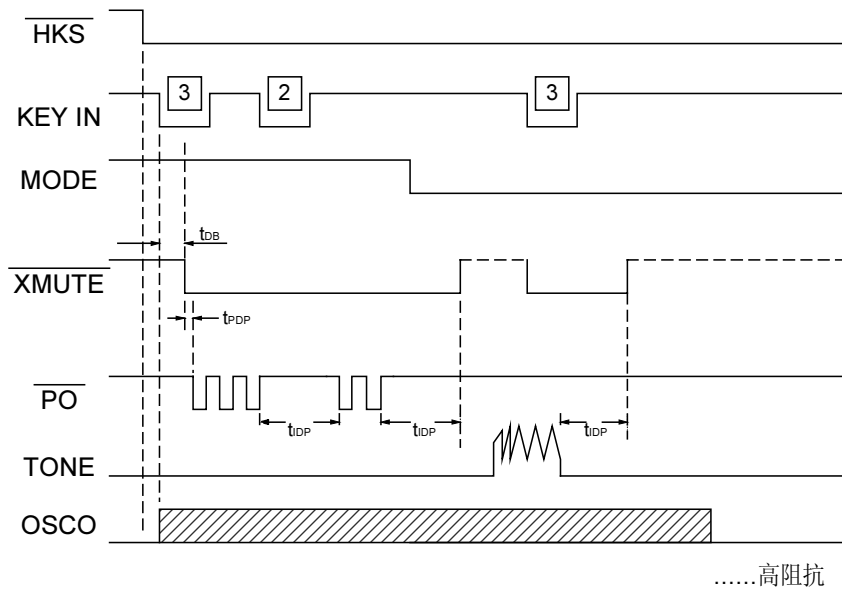 HKS
3
2
3
KEY IN
MODE
tDB
XMUTE
tPDP
PO
tIDP
tIDP
tIDP
TONE
OSCO
......高阻抗